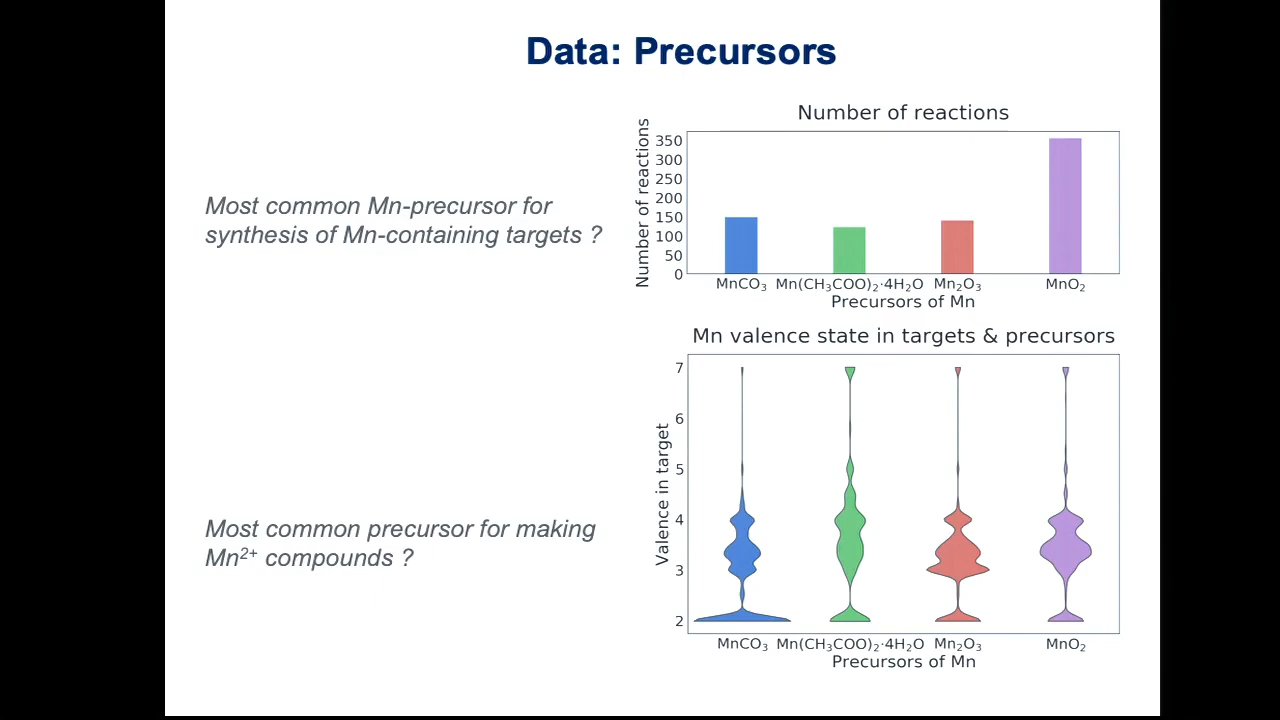 Data: Precursors
Most common Mn-precursor for
synthesis of Mn-containing targets ?
Number of reactions
Number of reactions
350
300
250
200
150
100
50
0
MnCO₃ Mn(CH₃COO)₂·4H₂O Mn₂O₃ MnO₂
Precursors of Mn
Most common precursor for making
Mn²⁺ compounds ?
Mn valence state in targets & precursors
Valence in target
7
6
5
4
3
2
MnCO₃ Mn(CH₃COO)₂·4H₂O Mn₂O₃ MnO₂
Precursors of Mn